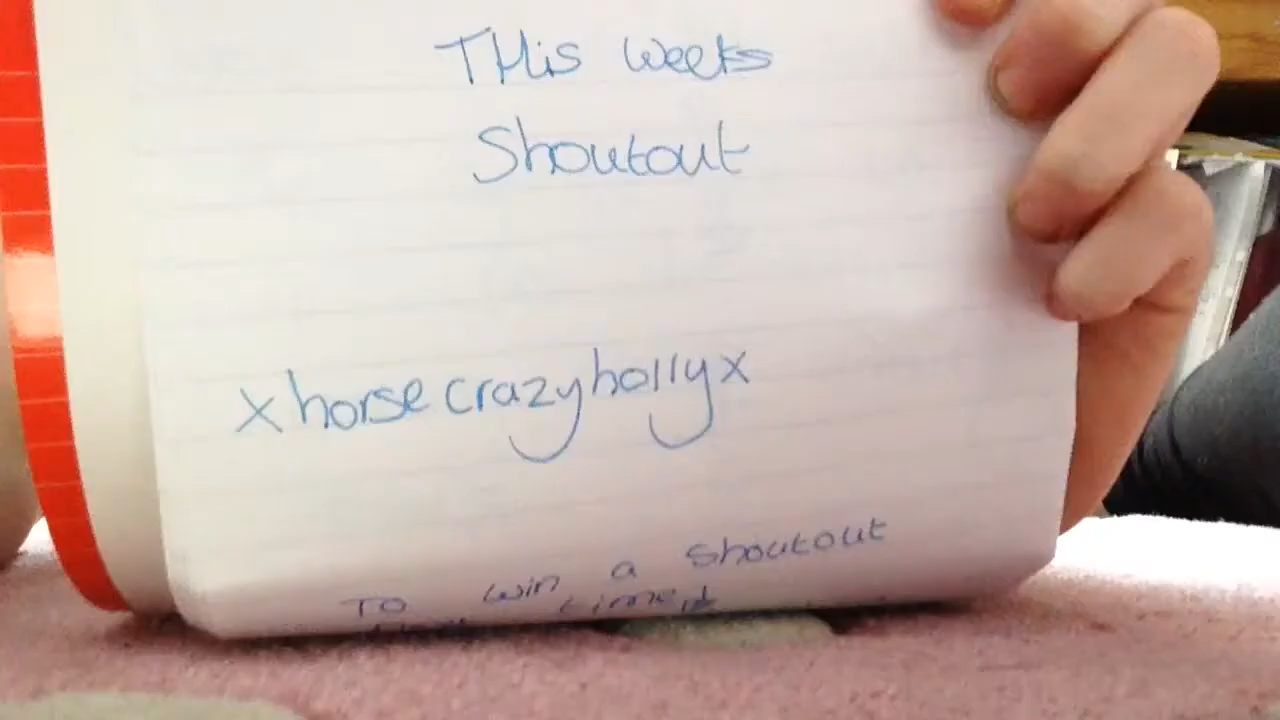 THis weeks
Shoutout
xhorsecrazyhollyx
To win a shoutout